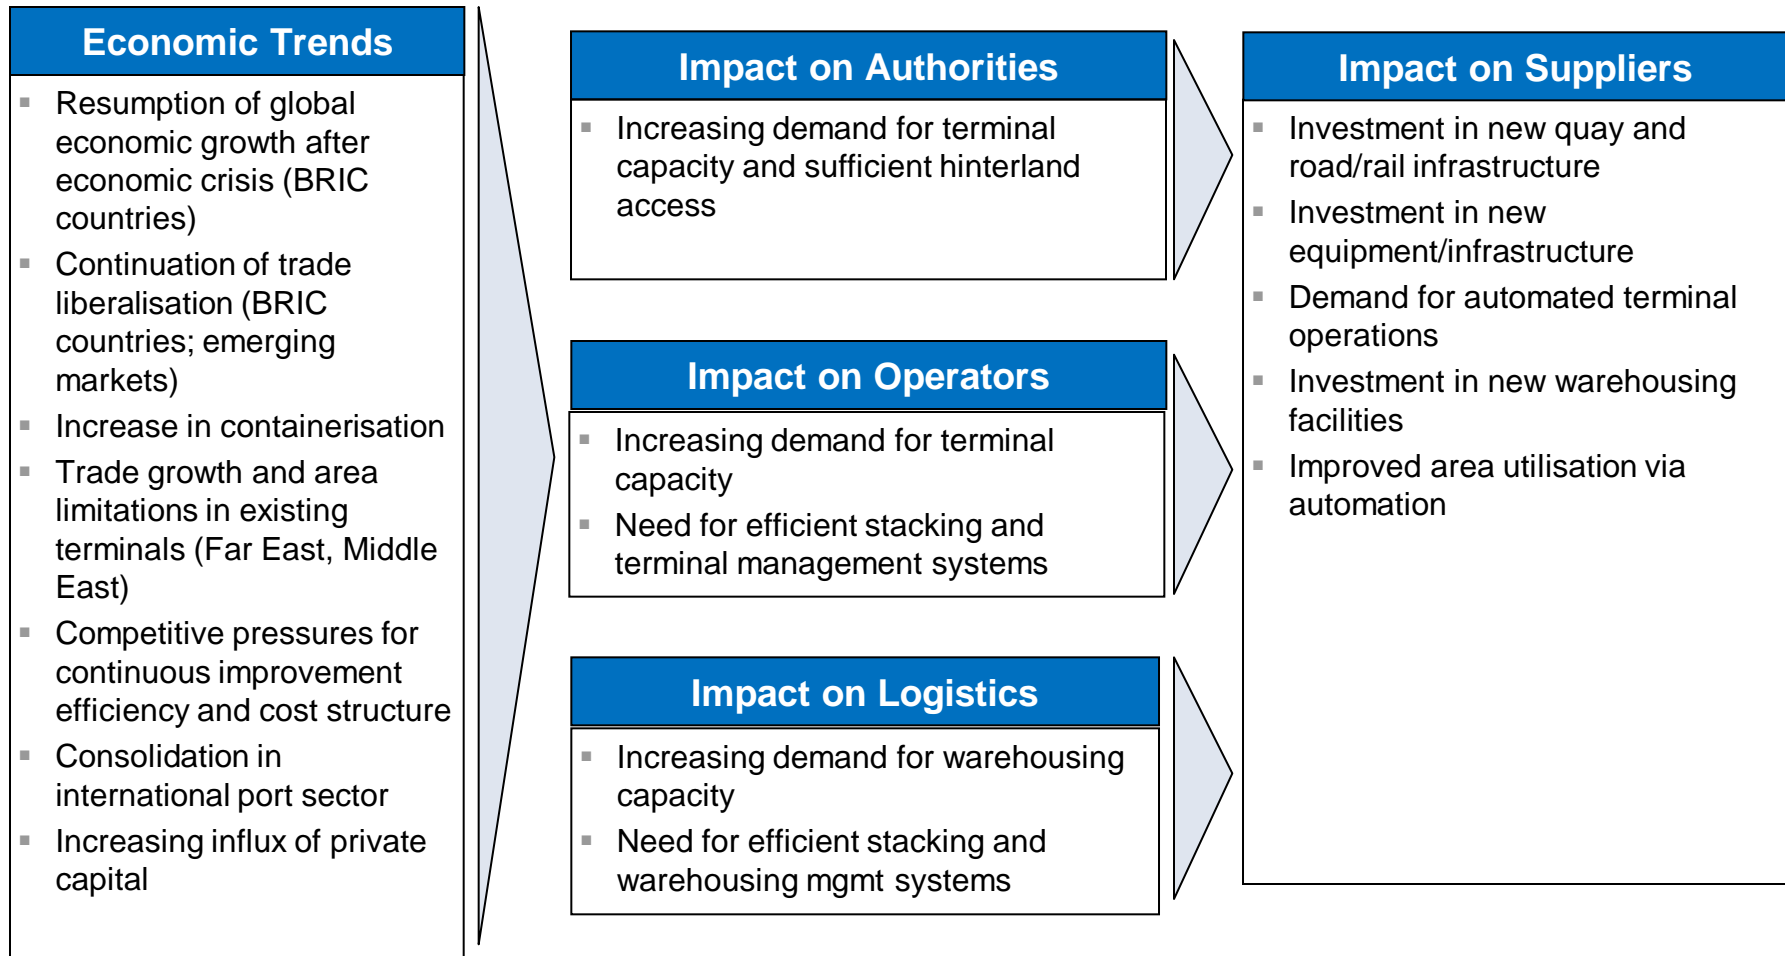 Economic Trends
Resumption of global
economic growth after
economic crisis (BRIC
countries)
Continuation of trade
liberalisation (BRIC
countries; emerging
markets)
Increase in containerisation
Trade growth and area
limitations in existing
terminals (Far East, Middle
East)
Competitive pressures for
continuous improvement
efficiency and cost structure
Consolidation in
international port sector
Increasing influx of private
capital
Impact on Authorities
Increasing demand for terminal
capacity and sufficient hinterland
access
Impact on Operators
Increasing demand for terminal
capacity
Need for efficient stacking and
terminal management systems
Impact on Logistics
Increasing demand for warehousing
capacity
Need for efficient stacking and
warehousing mgmt systems
Impact on Suppliers
Investment in new quay and
road/rail infrastructure
Investment in new
equipment/infrastructure
Demand for automated terminal
operations
Investment in new warehousing
facilities
Improved area utilisation via
automation